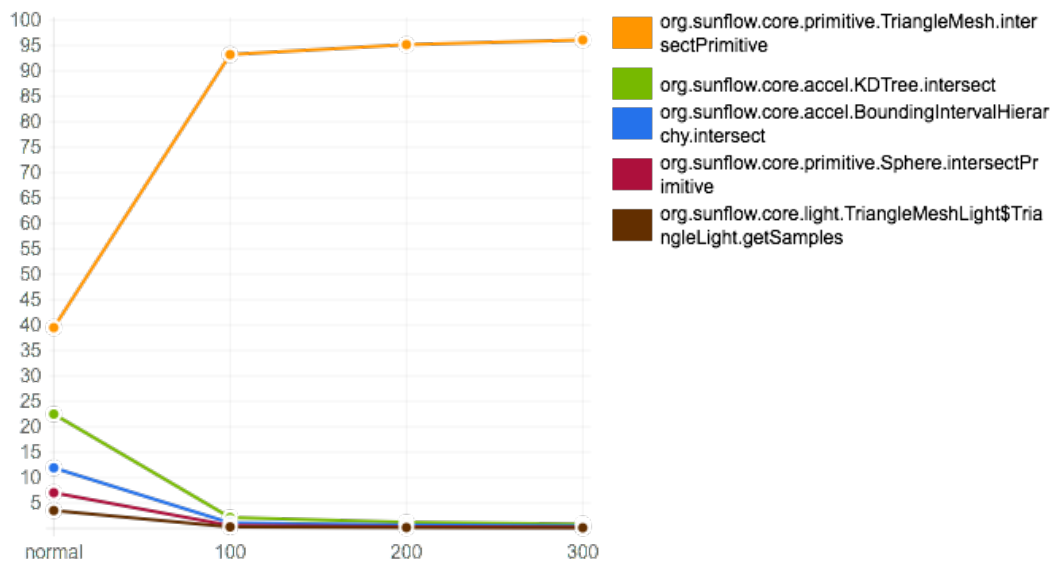 100
95
90
85
80
75
70
65
60
55
50
45
40
35
30
25
20
15
10
5
normal
100
200
300
org.sunflow.core.primitive.TriangleMesh.inter
sectPrimitive
org.sunflow.core.accel.KDTree.intersect
org.sunflow.core.accel.BoundingIntervalHierar
chy.intersect
org.sunflow.core.primitive.Sphere.intersectPr
imitive
org.sunflow.core.light.TriangleMeshLight$Tria
ngleLight.getSamples